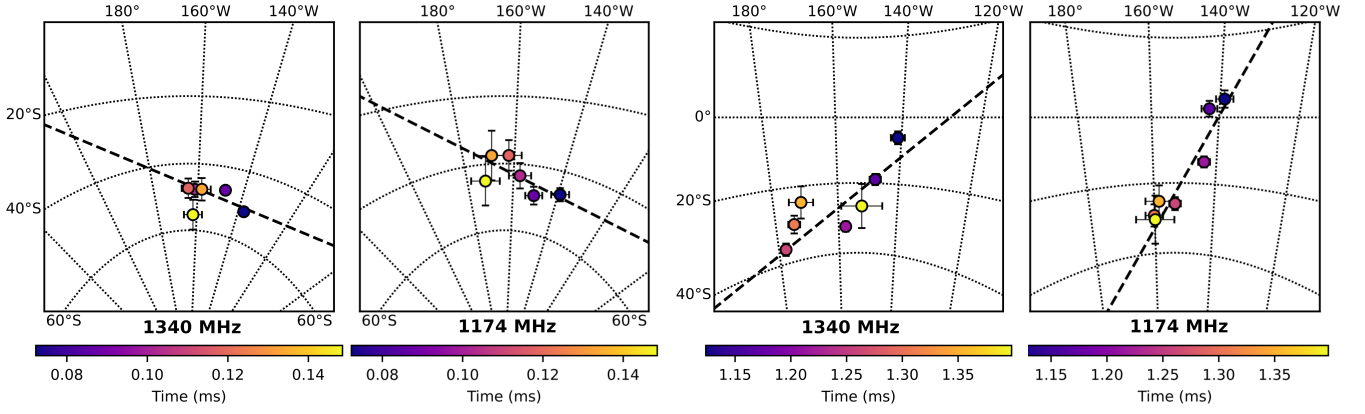 180° 160°W 140°W 180° 160°W 140°W 180° 160°W 140°W 120°W 180° 160°W 140°W 120°W
20°S 0°
40°S 20°S
40°S
60°S 60°S 60°S 60°S
1340 MHz 1174 MHz 1340 MHz 1174 MHz
0.08 0.10 0.12 0.14 0.08 0.10 0.12 0.14 1.15 1.20 1.25 1.30 1.35 1.15 1.20 1.25 1.30 1.35
Time (ms) Time (ms) Time (ms) Time (ms)